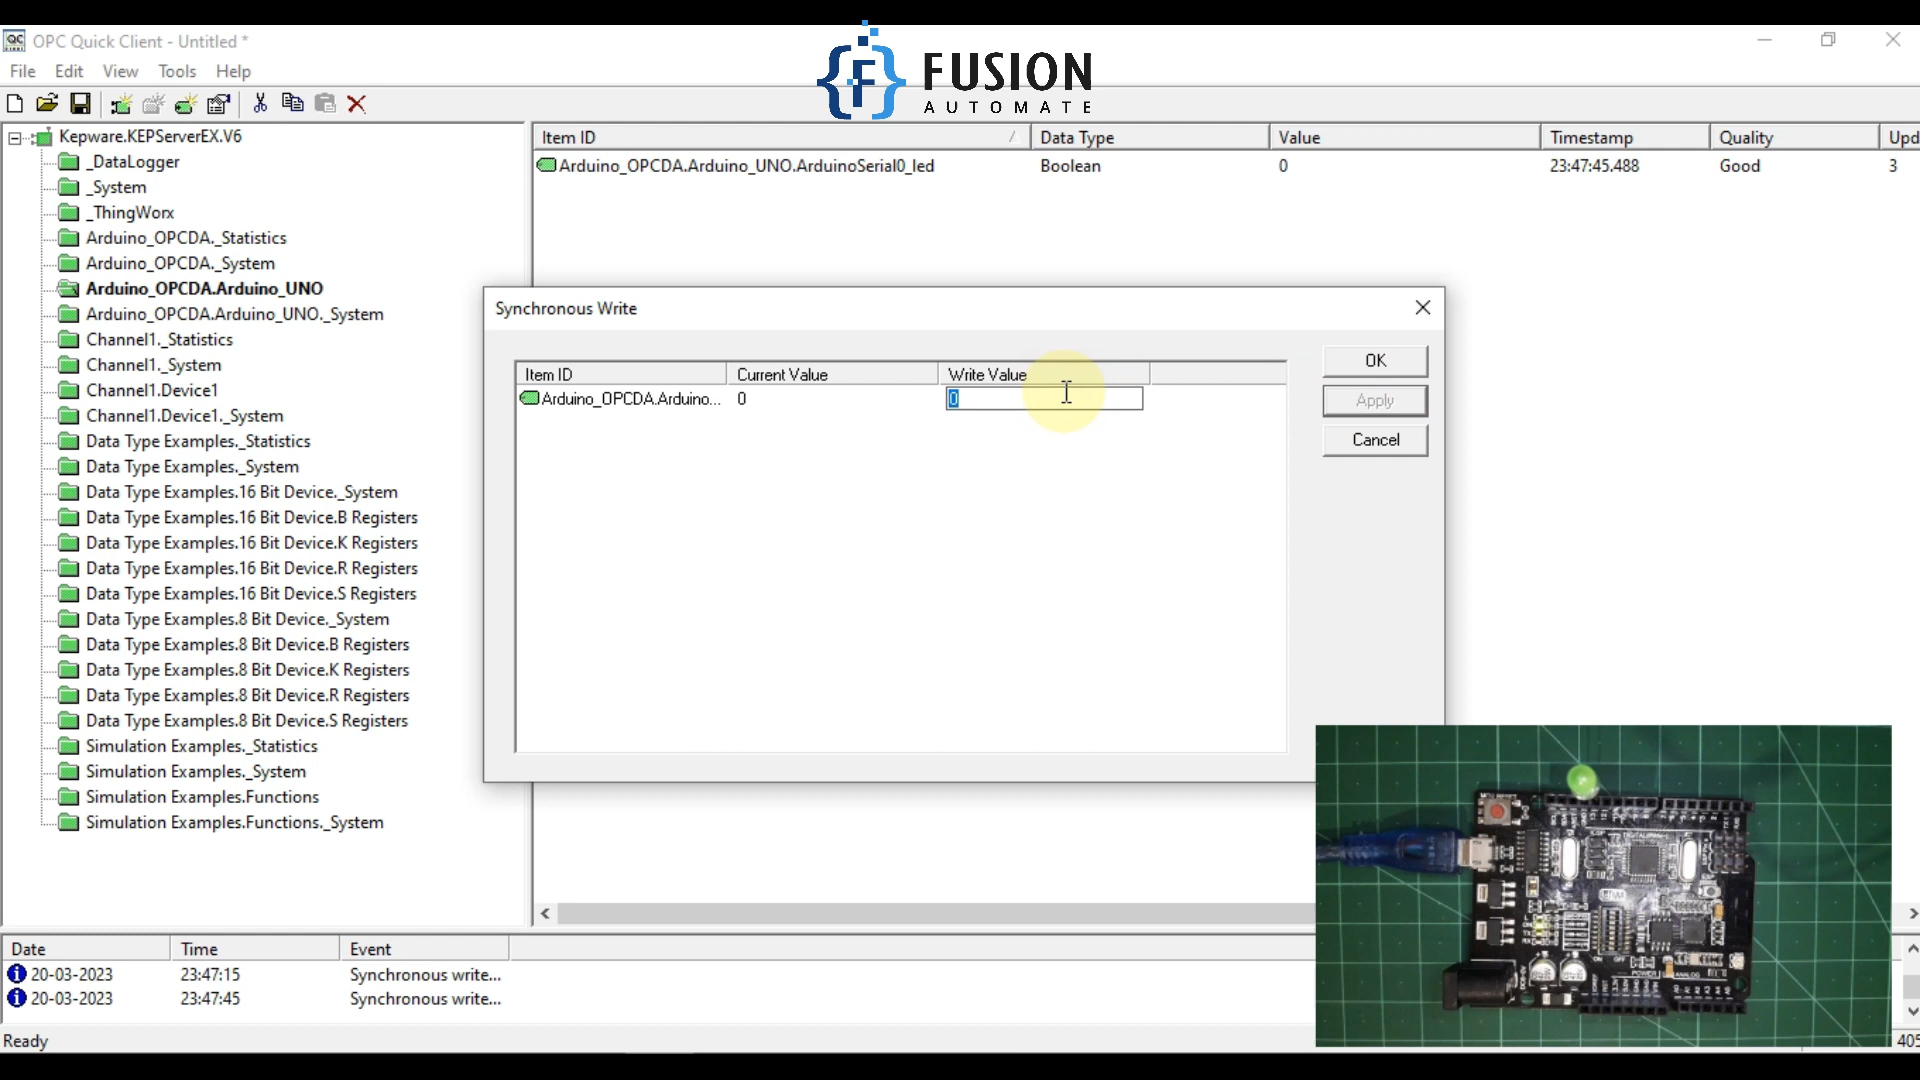 OPC Quick Client - Untitled *
FUSION
AUTOMATE
File Edit View Tools Help
Kepware.KEPServerEX.V6
_DataLogger
_System
_ThingWorx
Arduino_OPCDA._Statistics
Arduino_OPCDA._System
Arduino_OPCDA.Arduino_UNO
Arduino_OPCDA.Arduino_UNO._System
Channel1._Statistics
Channel1._System
Channel1.Device1
Channel1.Device1._System
Data Type Examples._Statistics
Data Type Examples._System
Data Type Examples.16 Bit Device._System
Data Type Examples.16 Bit Device.B Registers
Data Type Examples.16 Bit Device.K Registers
Data Type Examples.16 Bit Device.R Registers
Data Type Examples.16 Bit Device.S Registers
Data Type Examples.8 Bit Device._System
Data Type Examples.8 Bit Device.B Registers
Data Type Examples.8 Bit Device.K Registers
Data Type Examples.8 Bit Device.R Registers
Data Type Examples.8 Bit Device.S Registers
Simulation Examples._Statistics
Simulation Examples._System
Simulation Examples.Functions
Simulation Examples.Functions._System
Item ID Data Type Value Timestamp Quality Upd
Arduino_OPCDA.Arduino_UNO.ArduinoSerial0_led Boolean 0 23:47:45.488 Good 3
Synchronous Write
Item ID Current Value Write Value
Arduino_OPCDA.Arduino... 0 0
OK
Apply
Cancel
Date Time Event
20-03-2023 23:47:15 Synchronous write...
20-03-2023 23:47:45 Synchronous write...
Ready
405